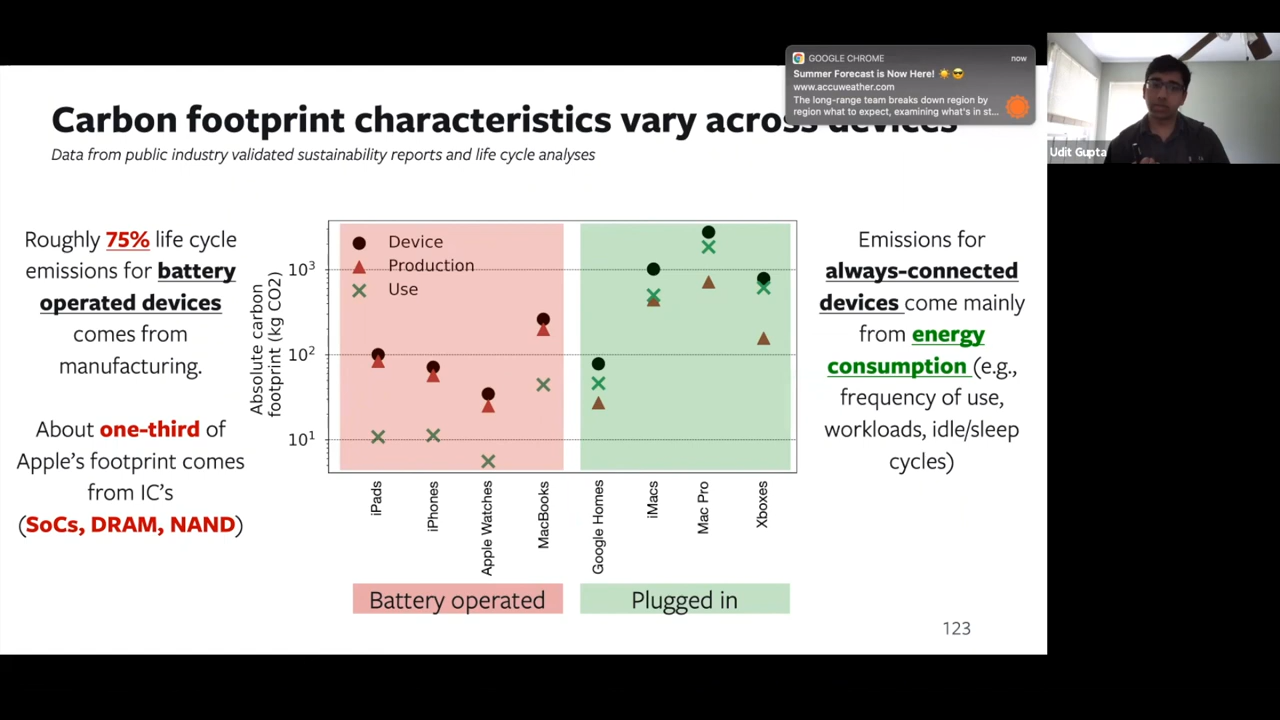 GOOGLE CHROME
now
Summer Forecast is Now Here! ☀️😎
www.accuweather.com
The long-range team breaks down region by
region what to expect, examining what's in st...
Udit Gupta
Carbon footprint characteristics vary across devices
Data from public industry validated sustainability reports and life cycle analyses
Roughly 75% life cycle
emissions for battery
operated devices
comes from
manufacturing.
About one-third of
Apple's footprint comes
from IC's
(SoCs, DRAM, NAND)
Absolute carbon
footprint (kg CO2)
10³
10²
10¹
Device
Production
Use
iPads
iPhones
Apple Watches
MacBooks
Google Homes
iMacs
Mac Pro
Xboxes
Battery operated
Plugged in
Emissions for
always-connected
devices come mainly
from energy
consumption (e.g.,
frequency of use,
workloads, idle/sleep
cycles)
123